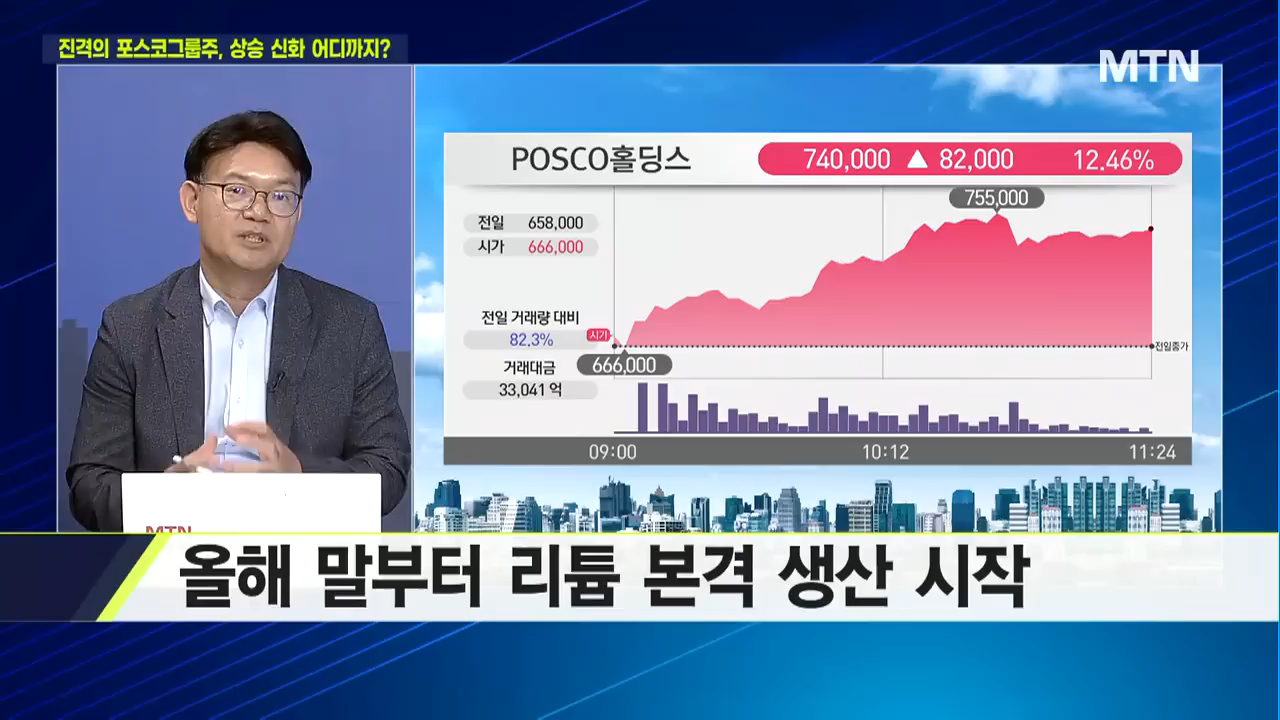 진격의 포스코그룹주, 상승 신화 어디까지?
MTN
POSCO홀딩스 740,000 ▲ 82,000 12.46%
755,000
전일 658,000
시가 666,000
전일 거래량 대비
82.3%
시가
전일종가
거래대금
666,000
33,041 억
09:00 10:12 11:24
MTN
올해 말부터 리튬 본격 생산 시작